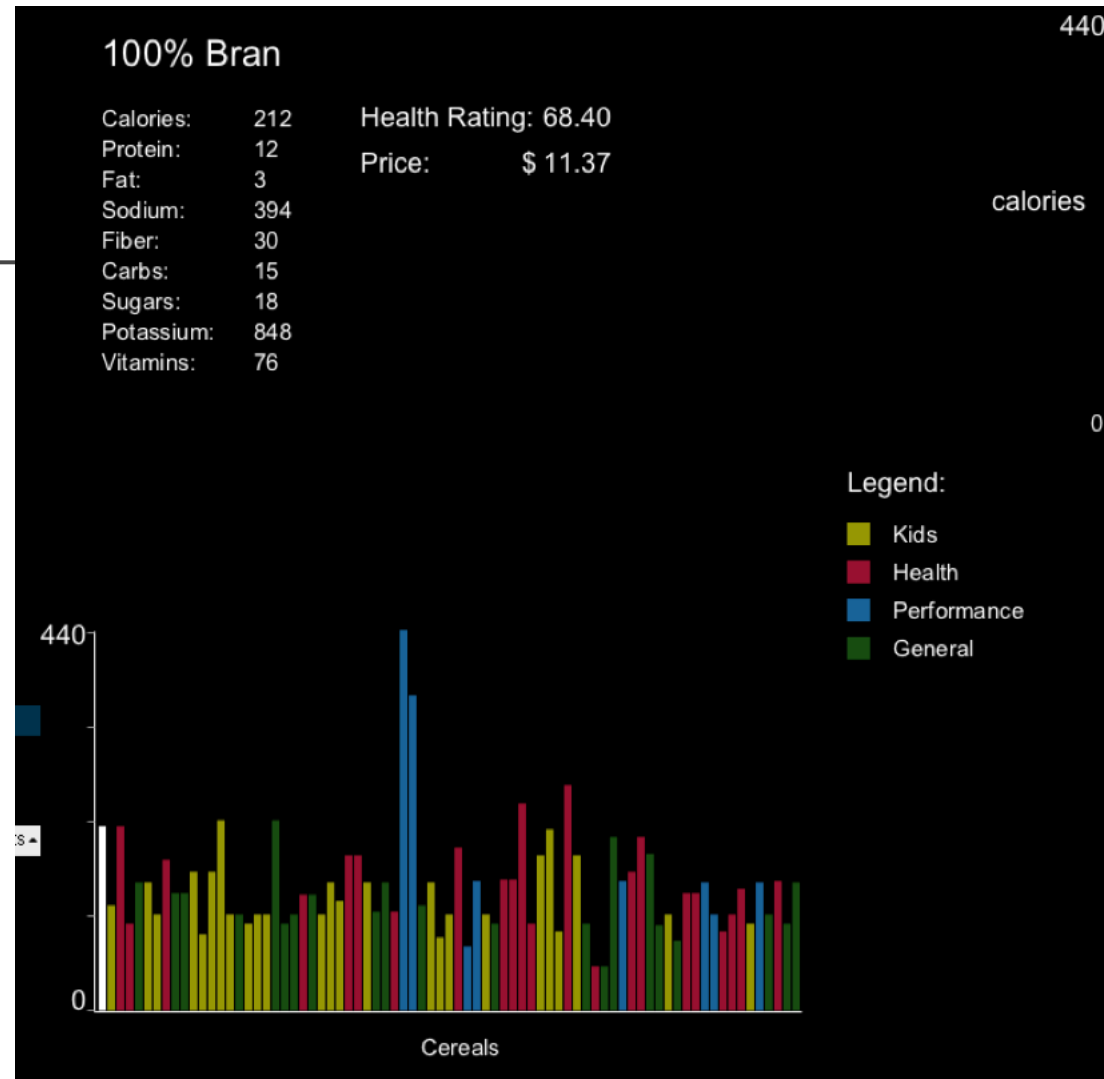 440
100% Bran
Calories: 212
Protein: 12
Fat: 3
Sodium: 394
Fiber: 30
Carbs: 15
Sugars: 18
Potassium: 848
Vitamins: 76
Health Rating: 68.40
Price: $ 11.37
calories
0
Legend:
Kids
Health
Performance
General
440
0
Cereals